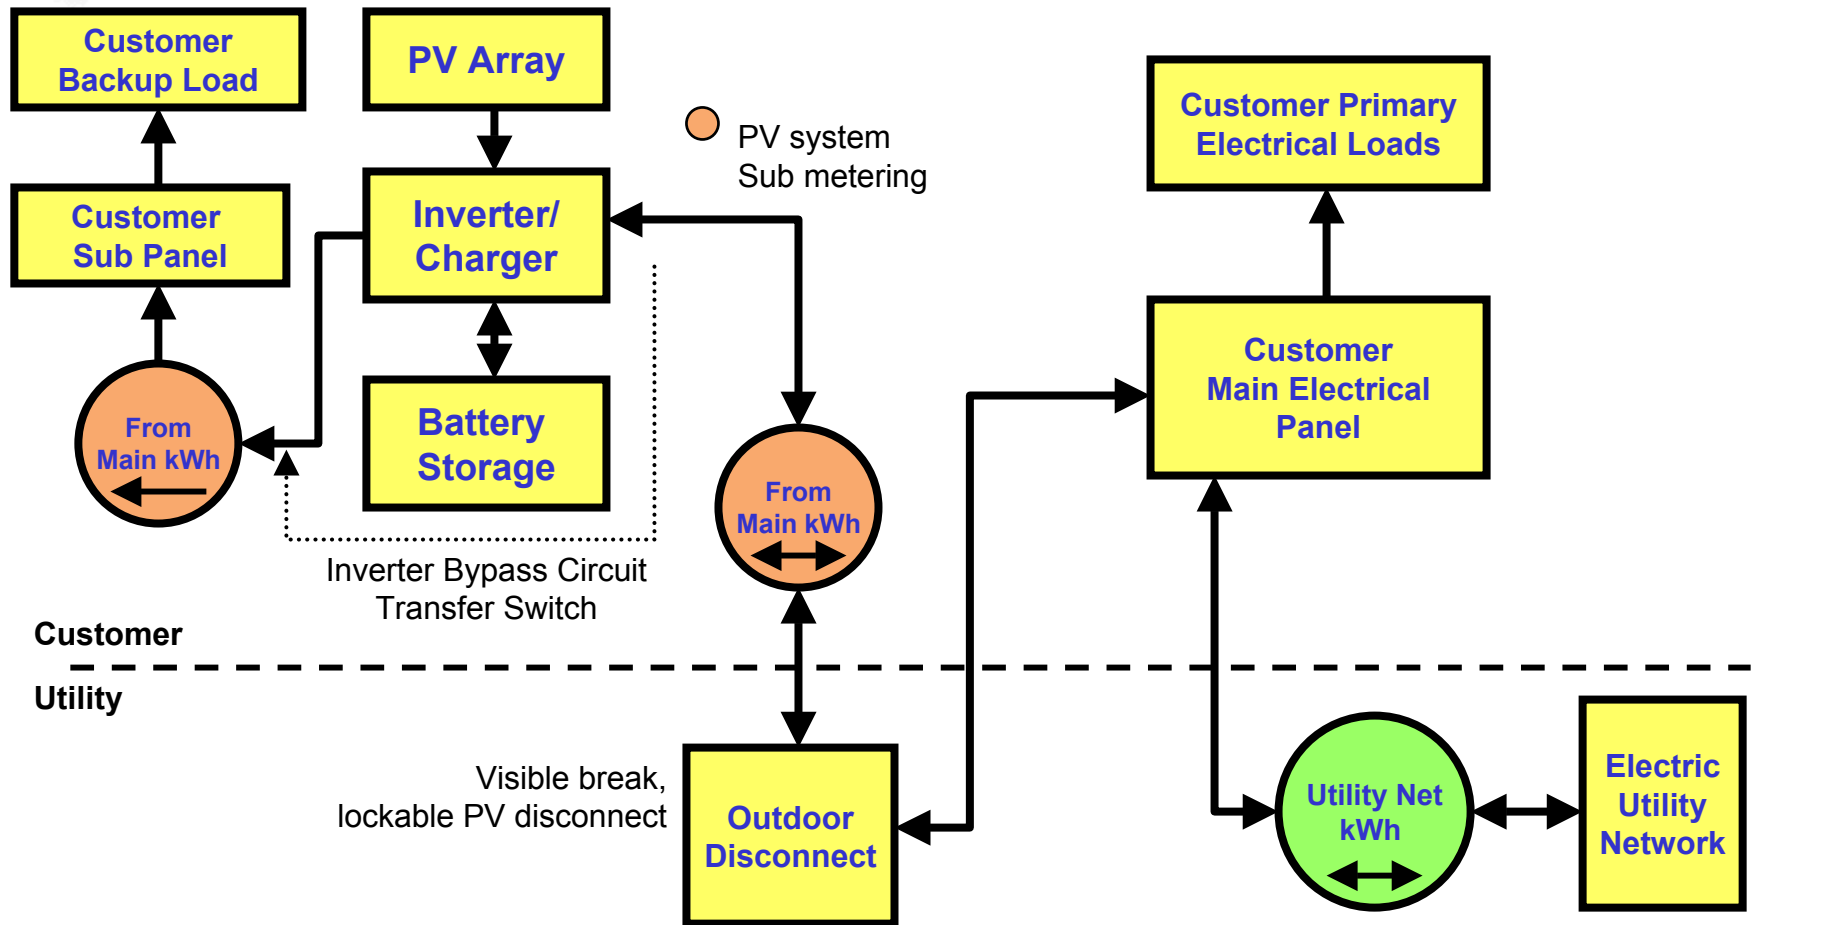 Customer
Backup Load
PV Array
PV system
Sub metering
Customer Primary
Electrical Loads
Customer
Sub Panel
Inverter/
Charger
Customer
Main Electrical
Panel
Battery
Storage
From
Main kWh
From
Main kWh
Inverter Bypass Circuit
Transfer Switch
Customer
Utility
Visible break,
lockable PV disconnect
Outdoor
Disconnect
Utility Net
kWh
Electric
Utility
Network